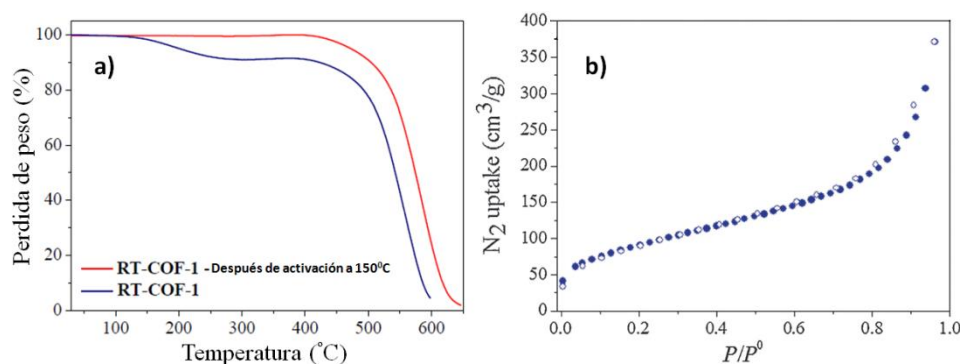 a)
Perdida de peso (%)
100
80
60
40
20
0
RT-COF-1 - Después de activación a 150⁰C
RT-COF-1
100 200 300 400 500 600
Temperatura (°C)
b)
N₂ uptake (cm³/g)
400
350
300
250
200
150
100
50
0
0.0 0.2 0.4 0.6 0.8 1.0
P/P⁰